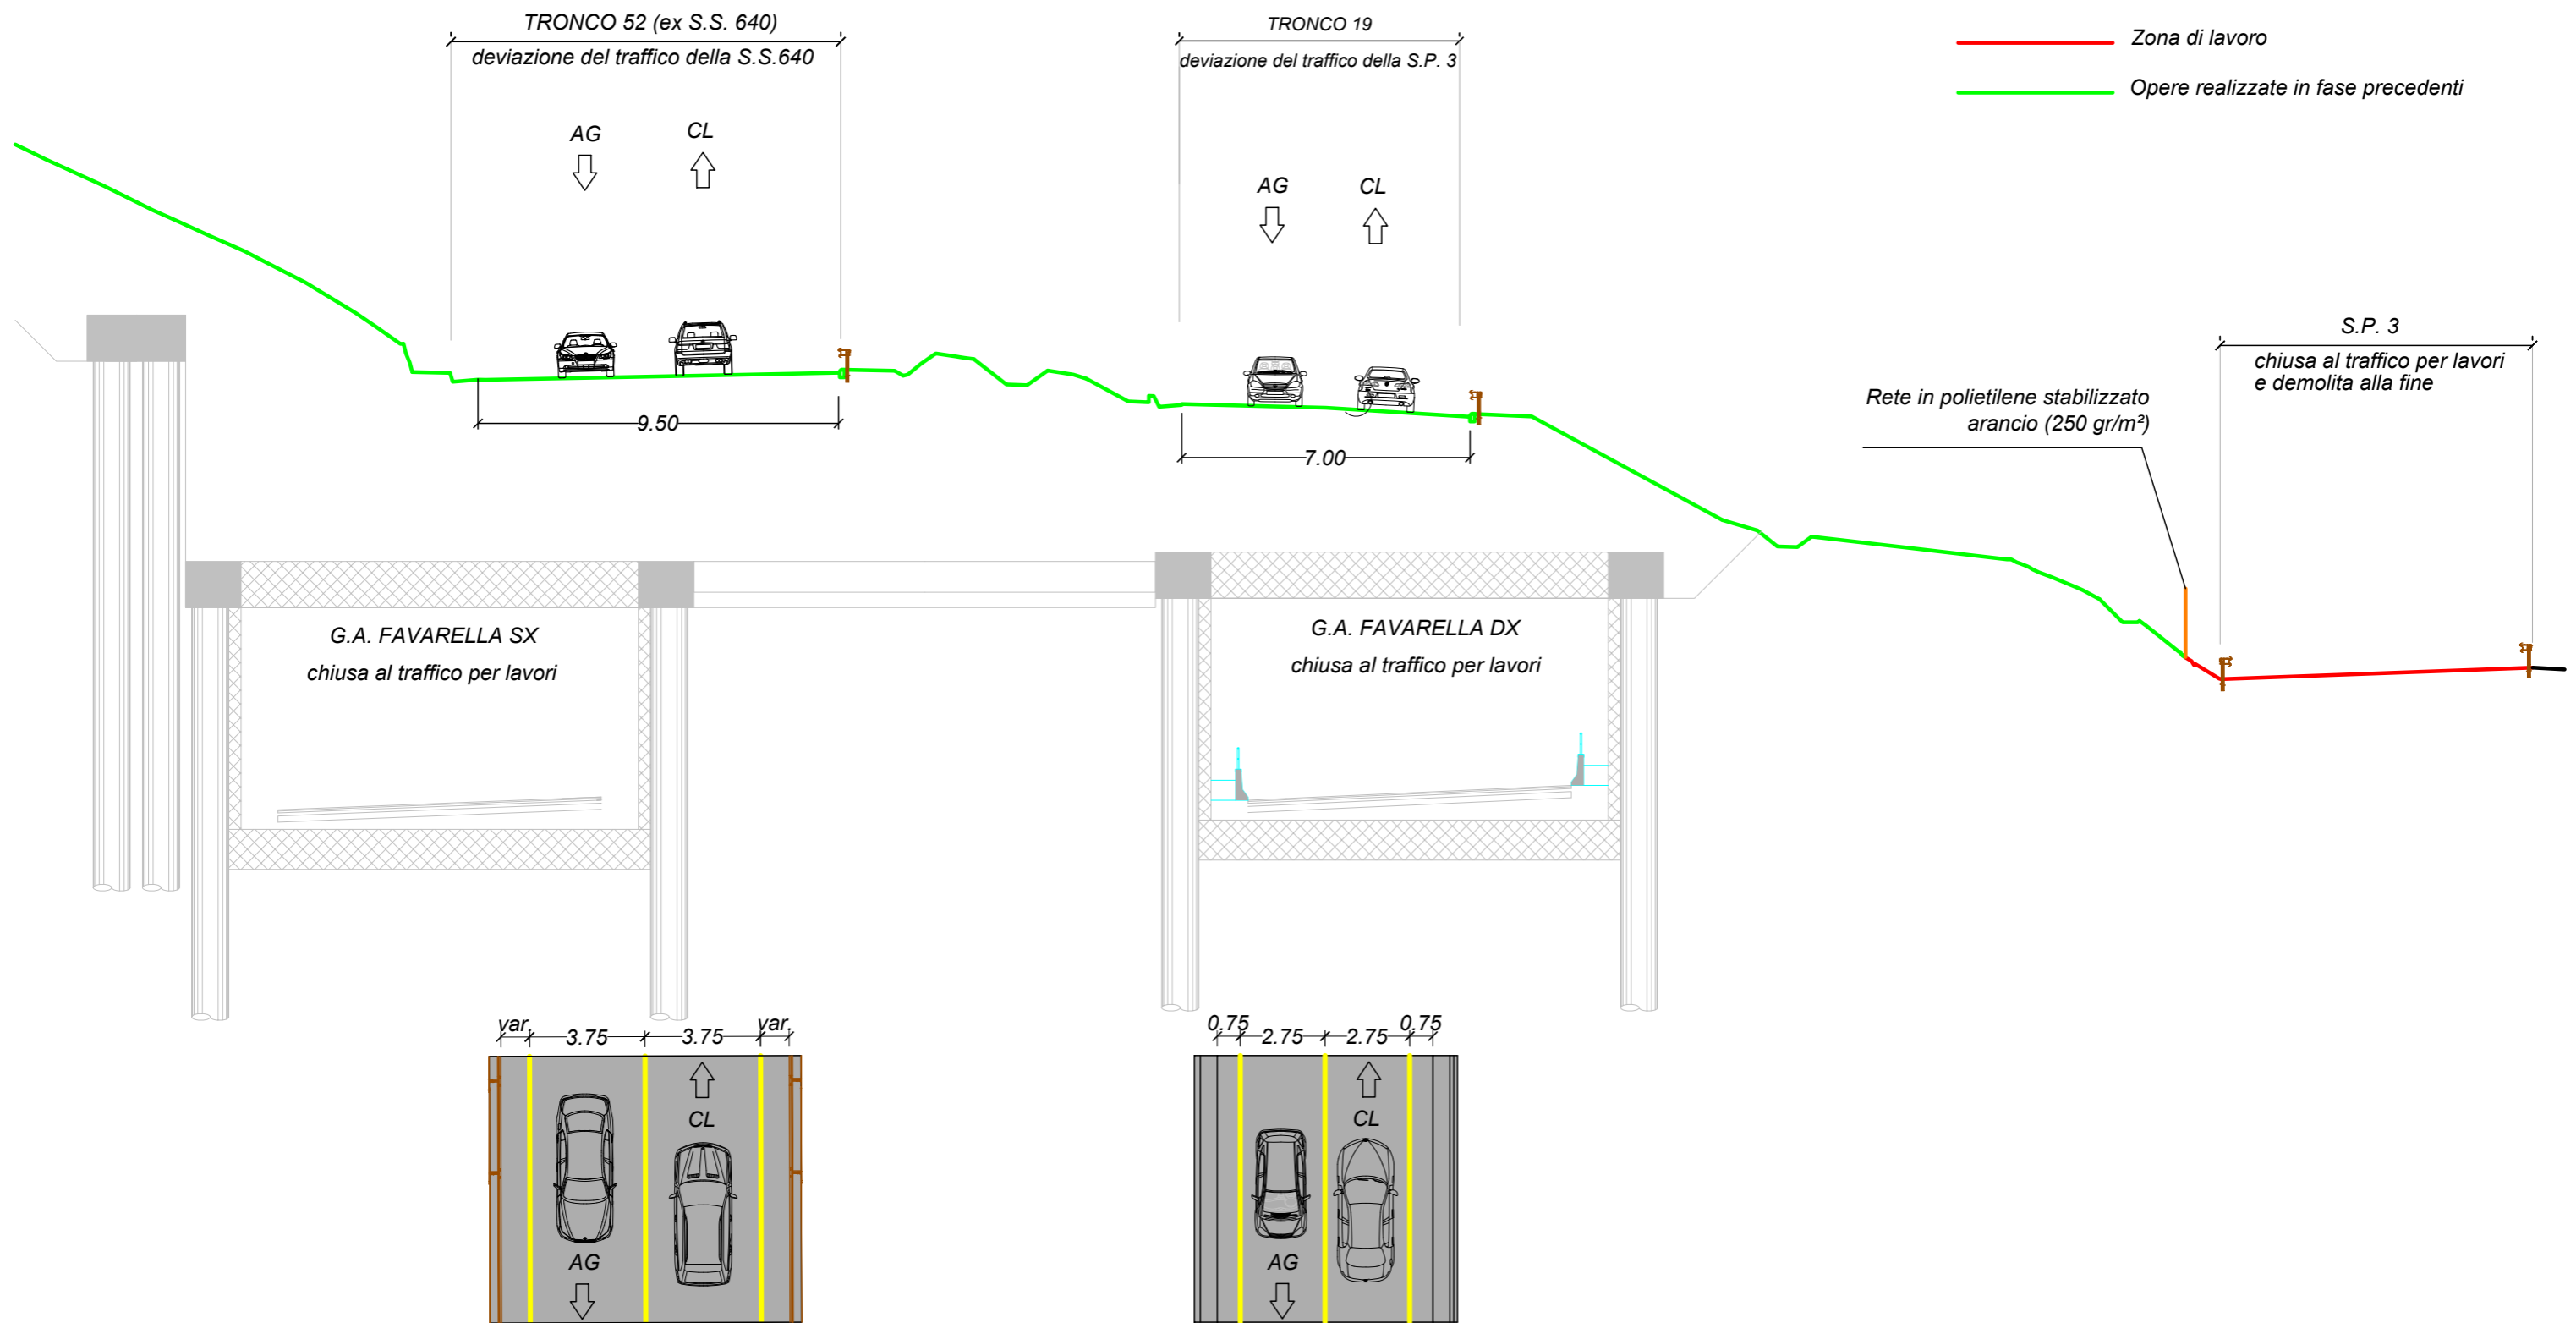 TRONCO 52 (ex S.S. 640)
deviazione del traffico della S.S.640
AG
CL
9.50
TRONCO 19
deviazione del traffico della S.P. 3
AG
CL
7.00
Zona di lavoro
Opere realizzate in fase precedenti
S.P. 3
chiusa al traffico per lavori
e demolita alla fine
Rete in polietilene stabilizzato
arancio (250 gr/m²)
G.A. FAVARELLA SX
chiusa al traffico per lavori
G.A. FAVARELLA DX
chiusa al traffico per lavori
var. 3.75 3.75 var.
CL
AG
0.75 2.75 2.75 0.75
CL
AG